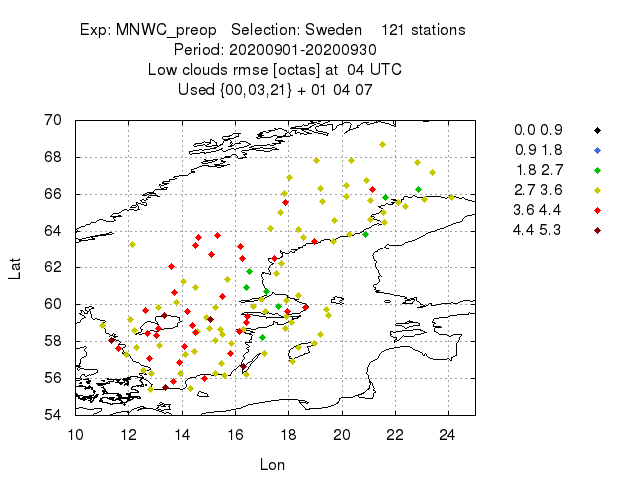 Exp: MNWC_preop   Selection: Sweden    121 stations
Period: 20200901-20200930
Low clouds rmse [octas] at  04 UTC
Used {00,03,21} + 01 04 07
70
68
66
64
62
60
58
56
54
Lat
10 12 14 16 18 20 22 24
Lon
0.0 0.9
0.9 1.8
1.8 2.7
2.7 3.6
3.6 4.4
4.4 5.3